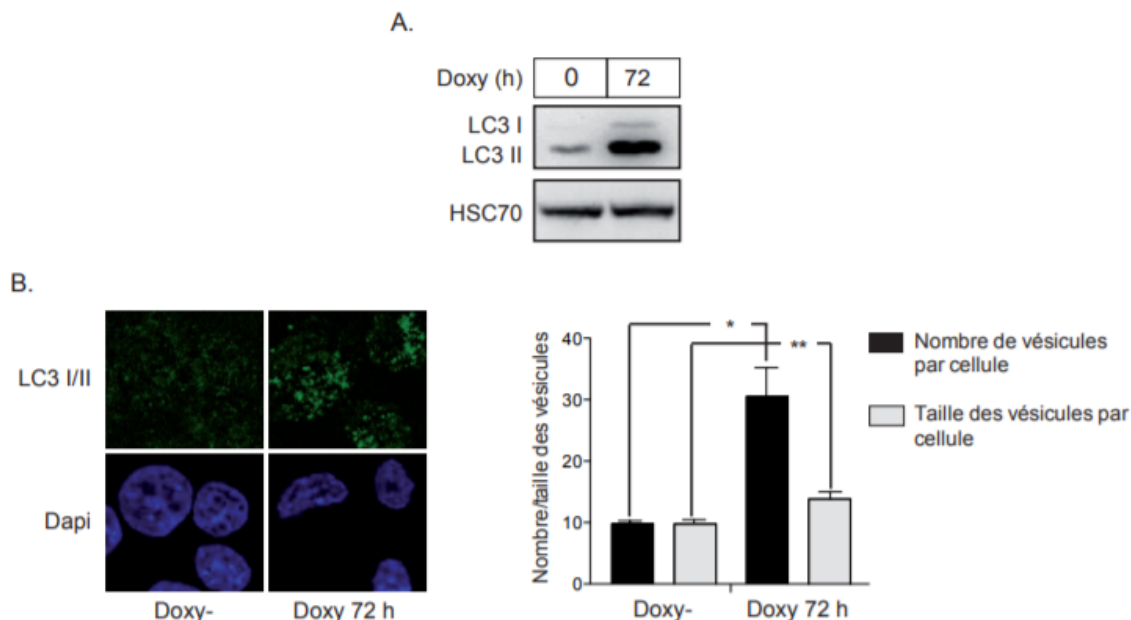 A.
Doxy (h)
0
72
LC3 I
LC3 II
HSC70
B.
LC3 I/II
Dapi
Doxy-
Doxy 72 h
Nombre/taille des vésicules
40
30
20
10
0
*
**
Doxy-
Doxy 72 h
Nombre de vésicules
par cellule
Taille des vésicules par
cellule